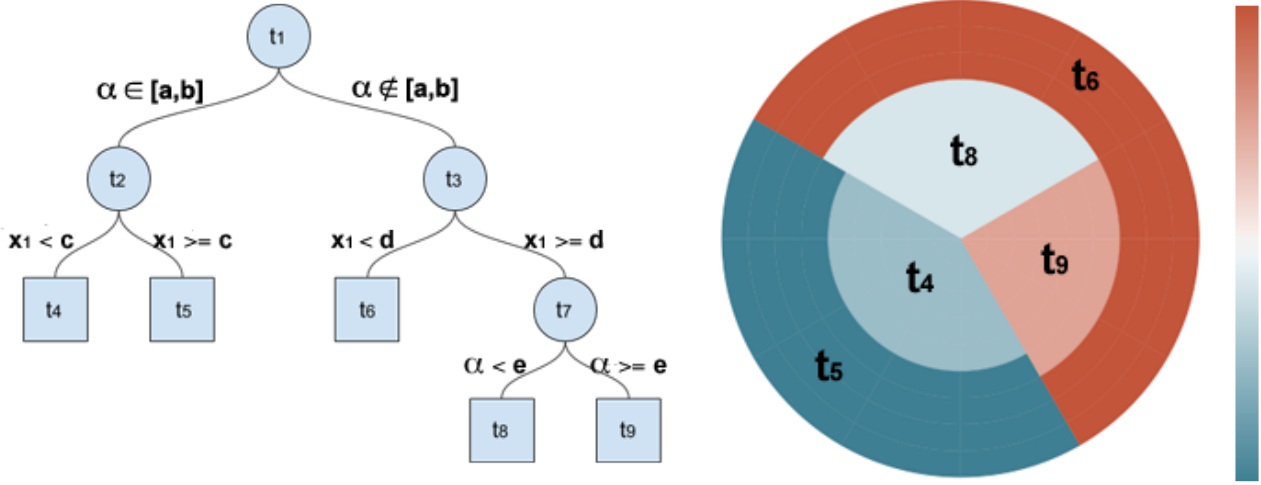 t1
α ∈ [a,b]
α ∉ [a,b]
t2
t3
x1 < c
x1 >= c
x1 < d
x1 >= d
t4
t5
t6
t7
α < e
α >= e
t8
t9
t6
t8
t9
t4
t5